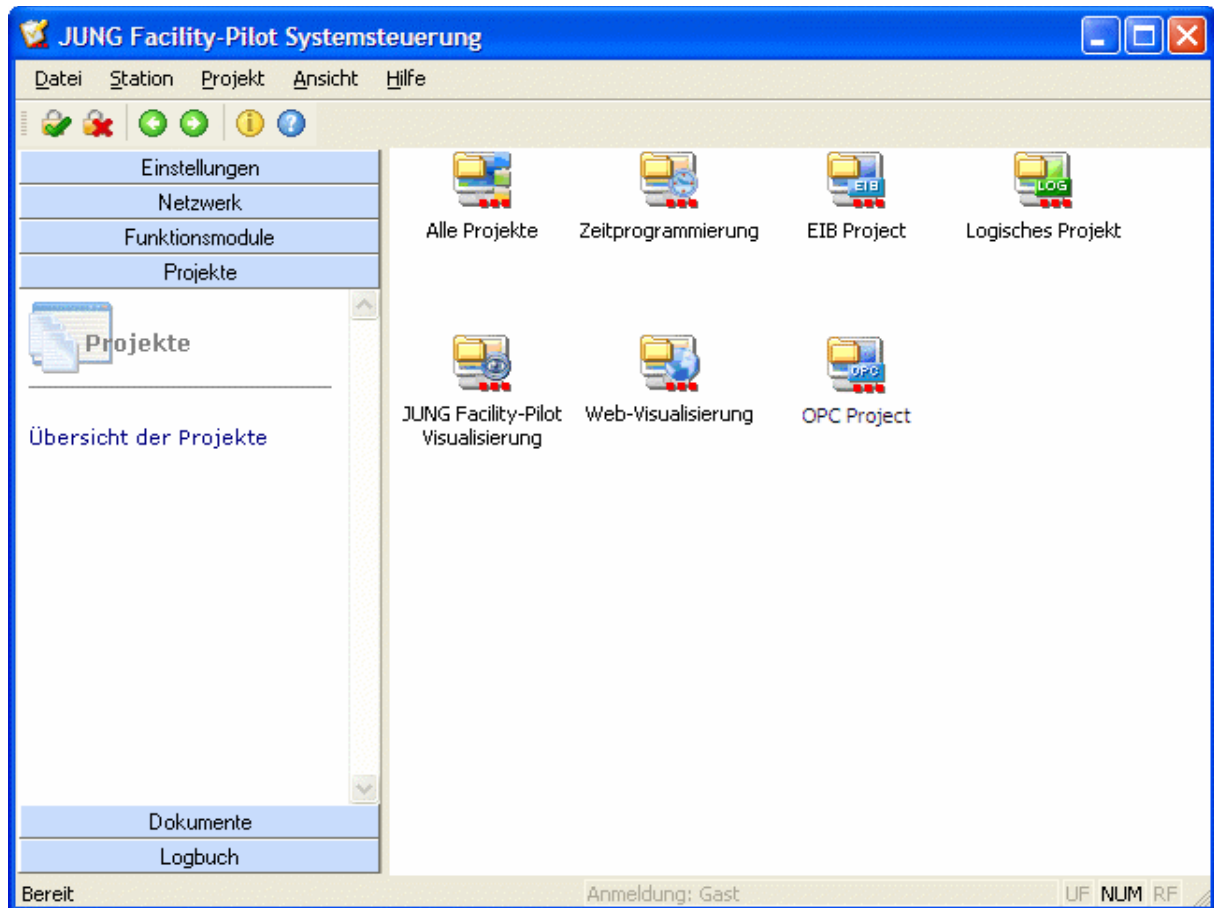 JUNG Facility-Pilot Systemsteuerung
Datei Station Projekt Ansicht Hilfe
Einstellungen
Netzwerk
Funktionsmodule
Projekte
Projekte
Übersicht der Projekte
Dokumente
Logbuch
EIB LOG
Alle Projekte Zeitprogrammierung EIB Project Logisches Projekt
OPC
JUNG Facility-Pilot Web-Visualisierung OPC Project
Visualisierung
Bereit Anmeldung: Gast UF NUM RF